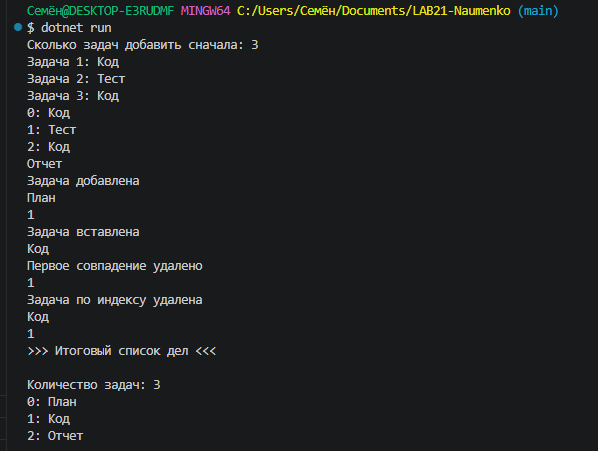 Семён@DESKTOP-E3RUDMF MINGW64 C:/Users/Семён/Documents/LAB21-Naumenko (main)
$ dotnet run
Сколько задач добавить сначала: 3
Задача 1: Код
Задача 2: Тест
Задача 3: Код
0: Код
1: Тест
2: Код
Отчет
Задача добавлена
План
1
Задача вставлена
Код
Первое совпадение удалено
1
Задача по индексу удалена
Код
1
>>> Итоговый список дел <<<
Количество задач: 3
0: План
1: Код
2: Отчет